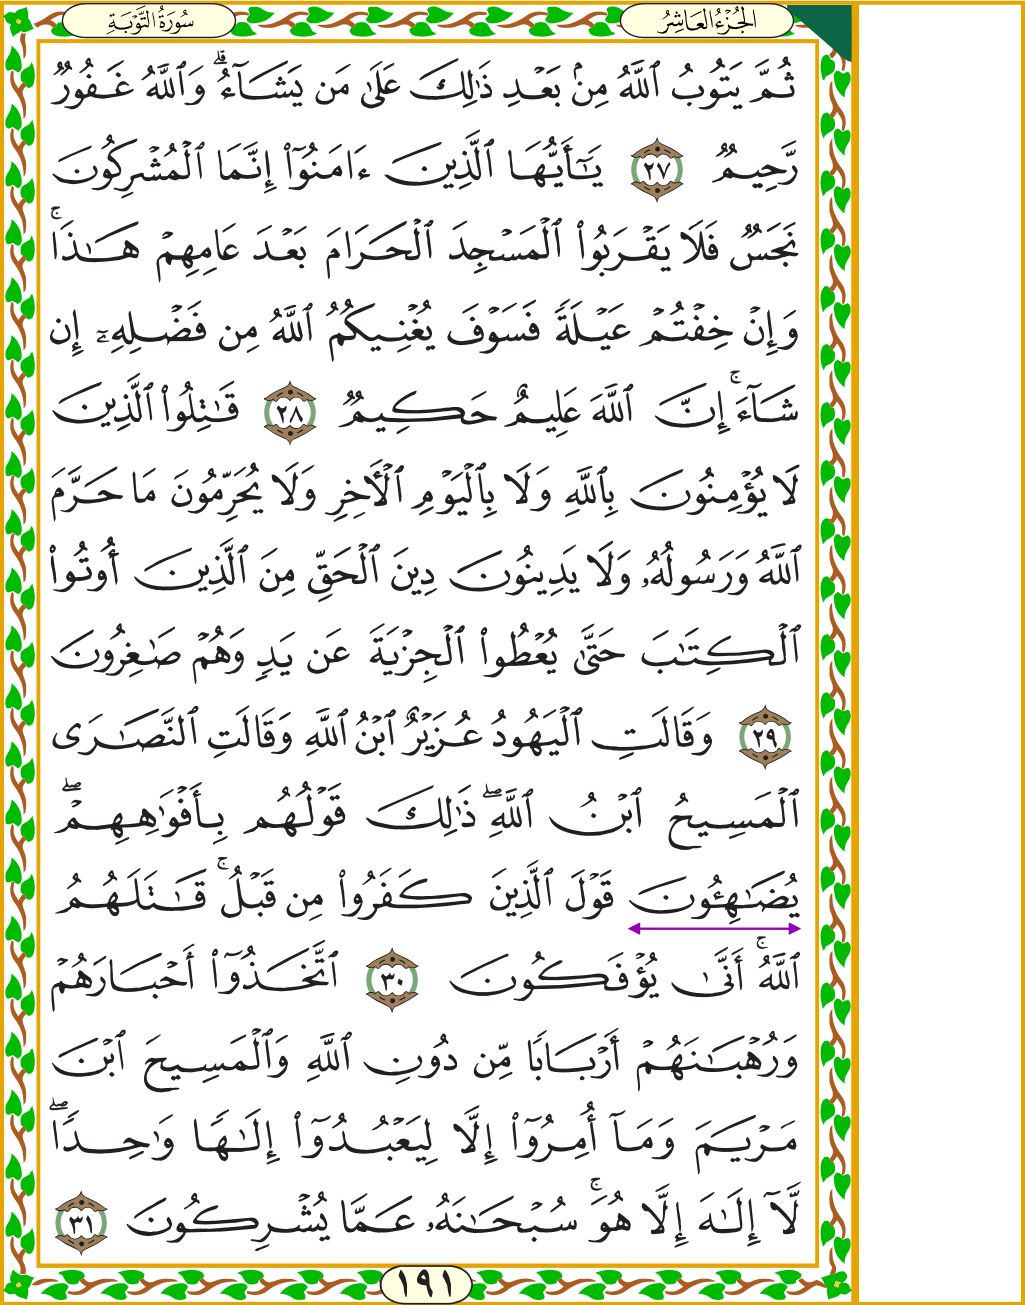 الجُزْءُ العَاشِرُ
سُورَةُ التَّوْبَةِ
ثُمَّ يَتُوبُ ٱللَّهُ مِنۢ بَعْدِ ذَٰلِكَ عَلَىٰ مَن يَشَآءُۗ وَٱللَّهُ غَفُورٌ
رَّحِيمٌ ٢٧ يَـٰٓأَيُّهَا ٱلَّذِينَ ءَامَنُوٓا۟ إِنَّمَا ٱلْمُشْرِكُونَ
نَجَسٌ فَلَا يَقْرَبُوا۟ ٱلْمَسْجِدَ ٱلْحَرَامَ بَعْدَ عَامِهِمْ هَـٰذَاۚ
وَإِنْ خِفْتُمْ عَيْلَةً فَسَوْفَ يُغْنِيكُمُ ٱللَّهُ مِن فَضْلِهِۦٓ إِن
شَآءَۚ إِنَّ ٱللَّهَ عَلِيمٌ حَكِيمٌ ٢٨ قَـٰتِلُوا۟ ٱلَّذِينَ
لَا يُؤْمِنُونَ بِٱللَّهِ وَلَا بِٱلْيَوْمِ ٱلْـَٔاخِرِ وَلَا يُحَرِّمُونَ مَا حَرَّمَ
ٱللَّهُ وَرَسُولُهُۥ وَلَا يَدِينُونَ دِينَ ٱلْحَقِّ مِنَ ٱلَّذِينَ أُوتُوا۟
ٱلْكِتَـٰبَ حَتَّىٰ يُعْطُوا۟ ٱلْجِزْيَةَ عَن يَدٍ وَهُمْ صَـٰغِرُونَ
٢٩ وَقَالَتِ ٱلْيَهُودُ عُزَيْرٌ ٱبْنُ ٱللَّهِ وَقَالَتِ ٱلنَّصَـٰرَى
ٱلْمَسِيحُ ٱبْنُ ٱللَّهِۖ ذَٰلِكَ قَوْلُهُم بِأَفْوَٰهِهِمْۖ
يُضَـٰهِـُٔونَ قَوْلَ ٱلَّذِينَ كَفَرُوا۟ مِن قَبْلُۚ قَـٰتَلَهُمُ
ٱللَّهُۚ أَنَّىٰ يُؤْفَكُونَ ٣٠ ٱتَّخَذُوٓا۟ أَحْبَارَهُمْ
وَرُهْبَـٰنَهُمْ أَرْبَابًا مِّن دُونِ ٱللَّهِ وَٱلْمَسِيحَ ٱبْنَ
مَرْيَمَ وَمَآ أُمِرُوٓا۟ إِلَّا لِيَعْبُدُوٓا۟ إِلَـٰهًا وَٰحِدًاۖ
لَّآ إِلَـٰهَ إِلَّا هُوَۚ سُبْحَـٰنَهُۥ عَمَّا يُشْرِكُونَ ٣١
١٩١